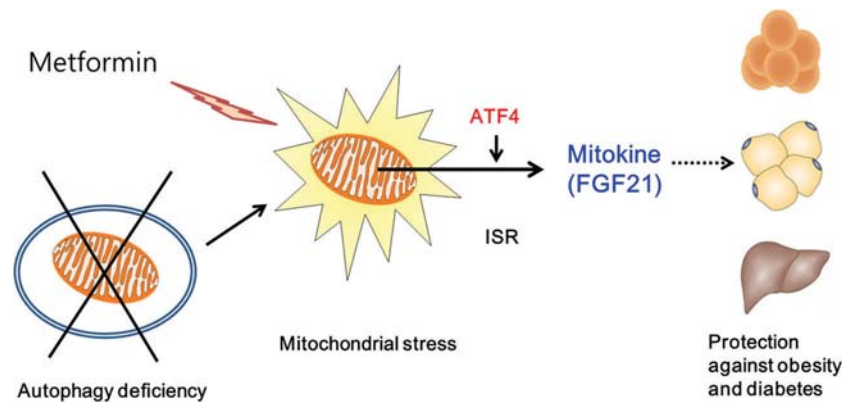 Metformin
ATF4
Mitokine
(FGF21)
ISR
Mitochondrial stress
Autophagy deficiency
Protection
against obesity
and diabetes